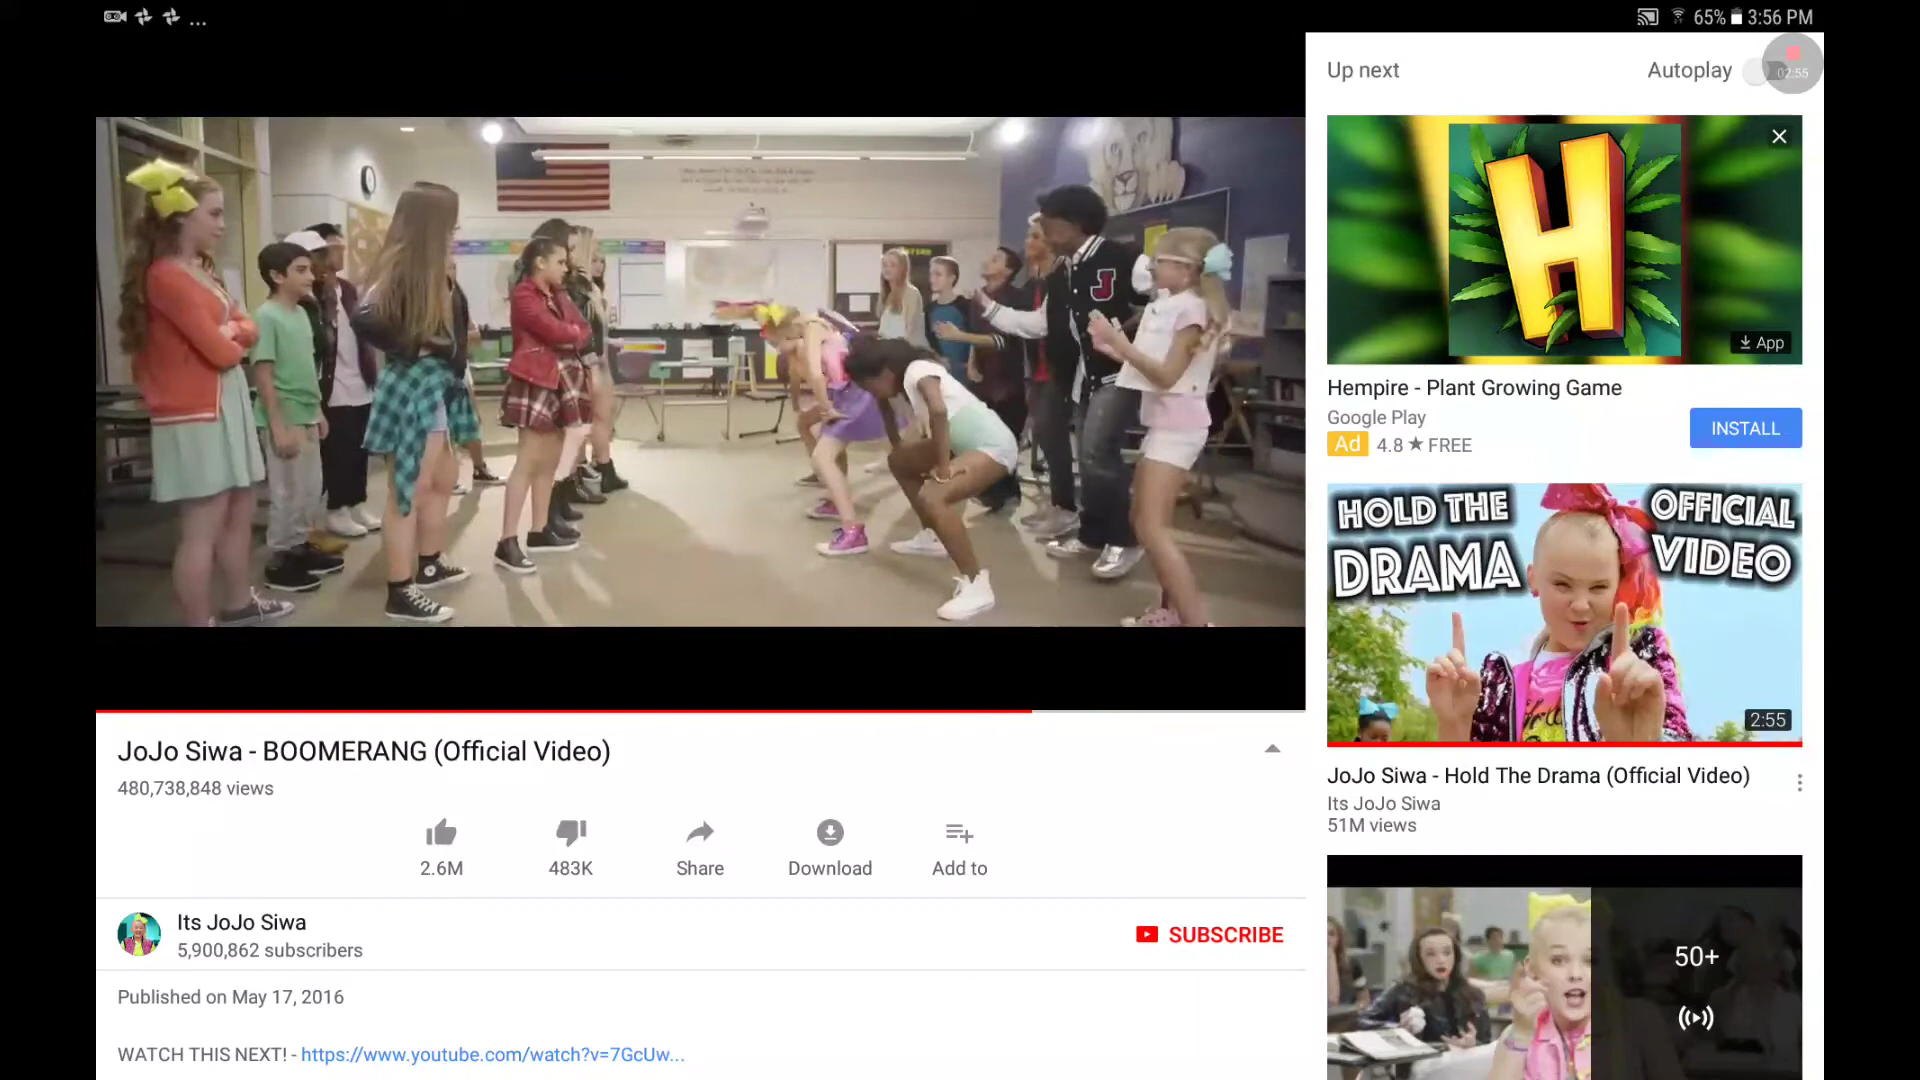 65% 3:56 PM
J
JoJo Siwa - BOOMERANG (Official Video)
480,738,848 views
2.6M
483K
Share
Download
Add to
Its JoJo Siwa
5,900,862 subscribers
SUBSCRIBE
Published on May 17, 2016
WATCH THIS NEXT! - https://www.youtube.com/watch?v=7GcUw...
Up next
Autoplay
02:55
H
App
Hempire - Plant Growing Game
Google Play
Ad 4.8 ★ FREE
INSTALL
HOLD THE DRAMA
OFFICIAL VIDEO
2:55
JoJo Siwa - Hold The Drama (Official Video)
Its JoJo Siwa
51M views
50+